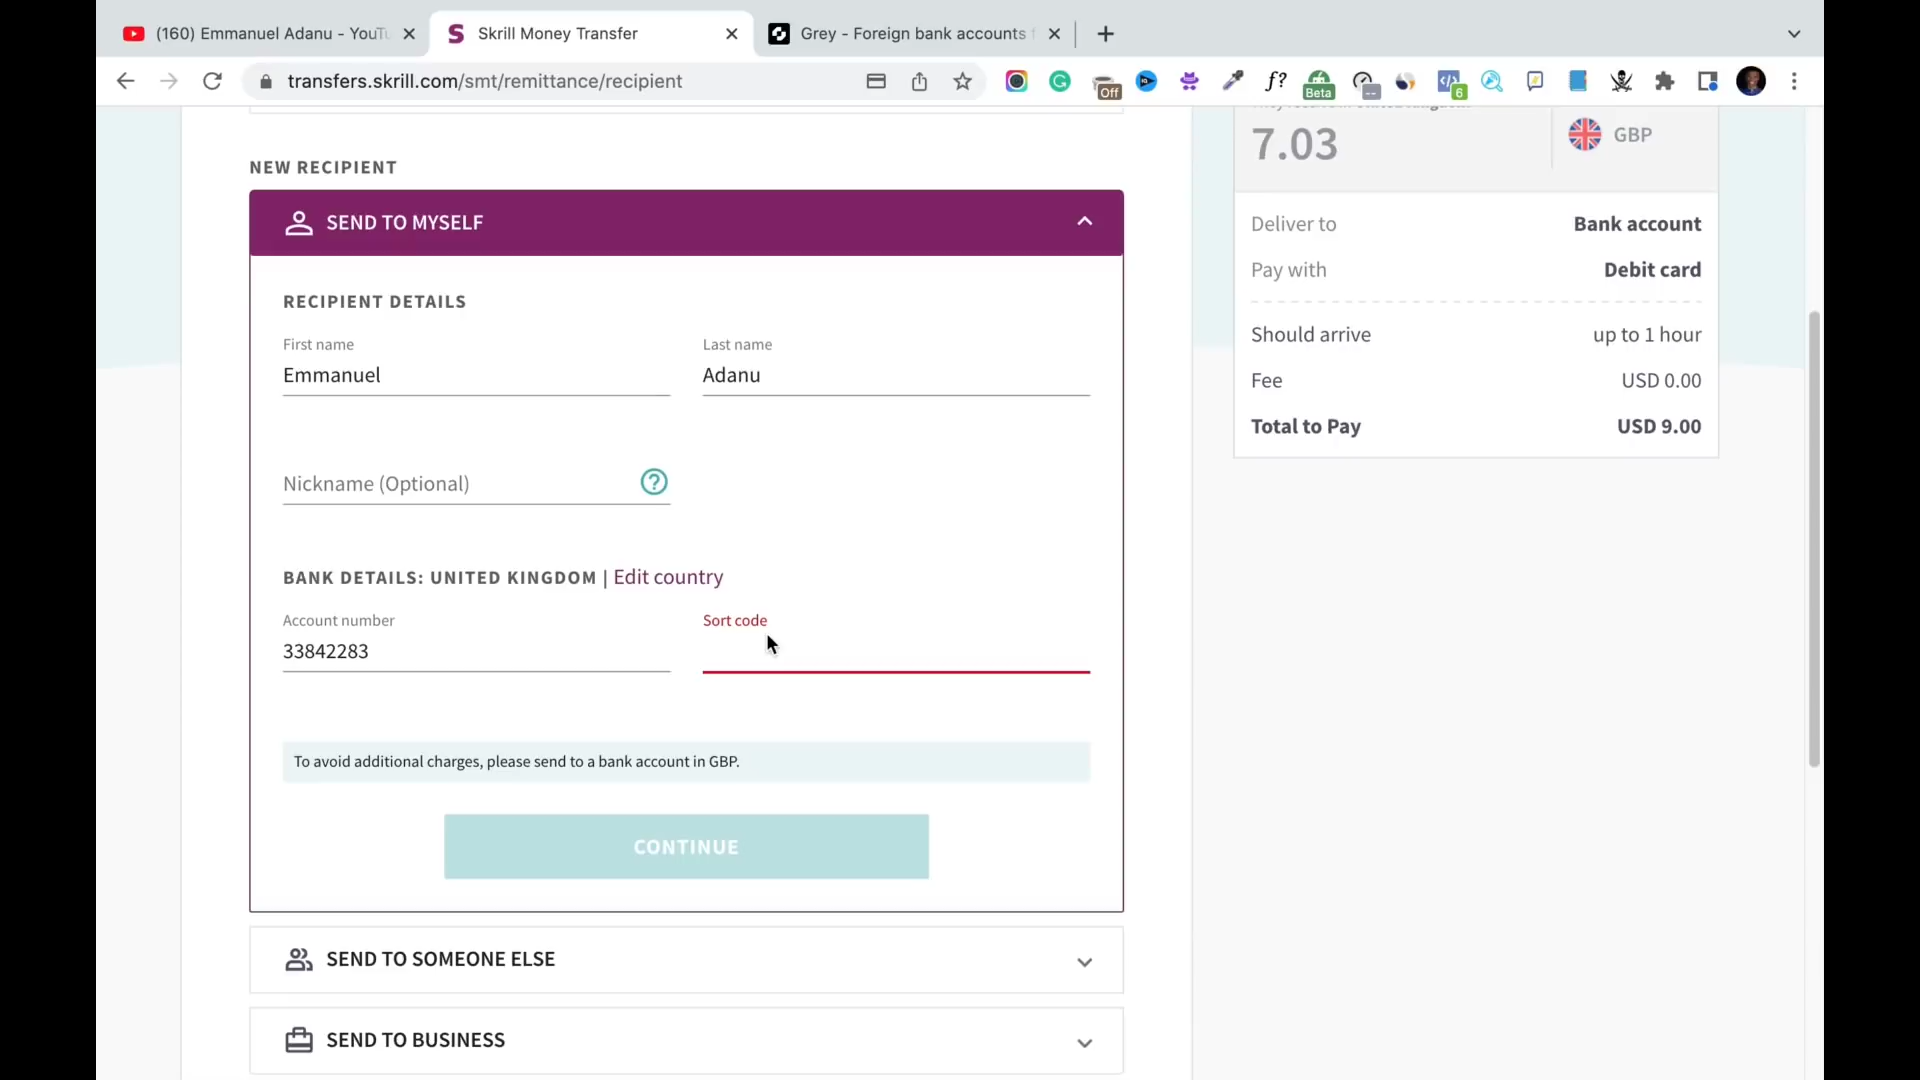 (160) Emmanuel Adanu - YouTu
Skrill Money Transfer
Grey - Foreign bank accounts f
transfers.skrill.com/smt/remittance/recipient
Off
f?
Beta
--
6
7.03
GBP
NEW RECIPIENT
SEND TO MYSELF
Deliver to
Bank account
Pay with
Debit card
RECIPIENT DETAILS
Should arrive
up to 1 hour
First name
Last name
Emmanuel
Adanu
Fee
USD 0.00
Total to Pay
USD 9.00
Nickname (Optional)
?
BANK DETAILS: UNITED KINGDOM | Edit country
Account number
Sort code
33842283
To avoid additional charges, please send to a bank account in GBP.
CONTINUE
SEND TO SOMEONE ELSE
SEND TO BUSINESS